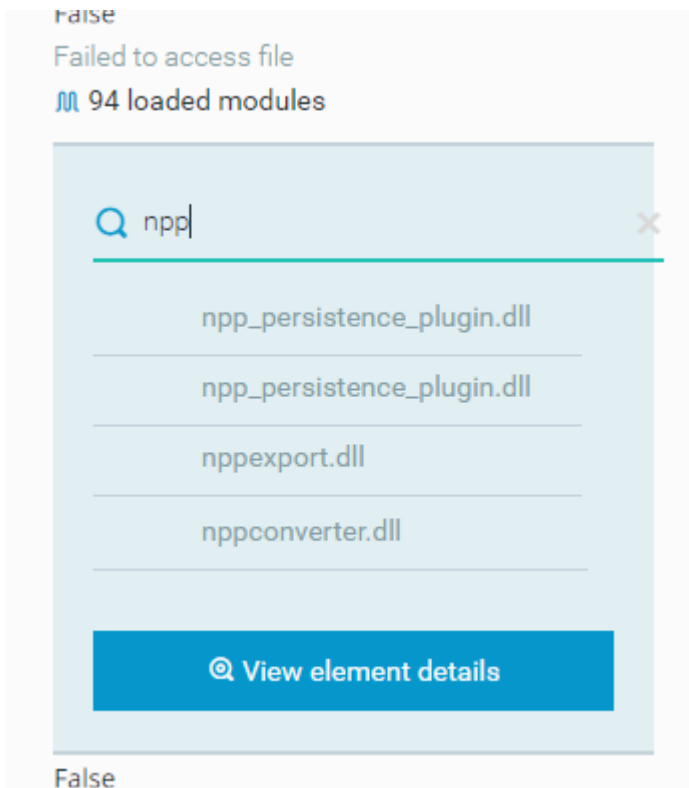 False
Failed to access file
94 loaded modules
npp
npp_persistence_plugin.dll
npp_persistence_plugin.dll
nppexport.dll
nppconverter.dll
View element details
False